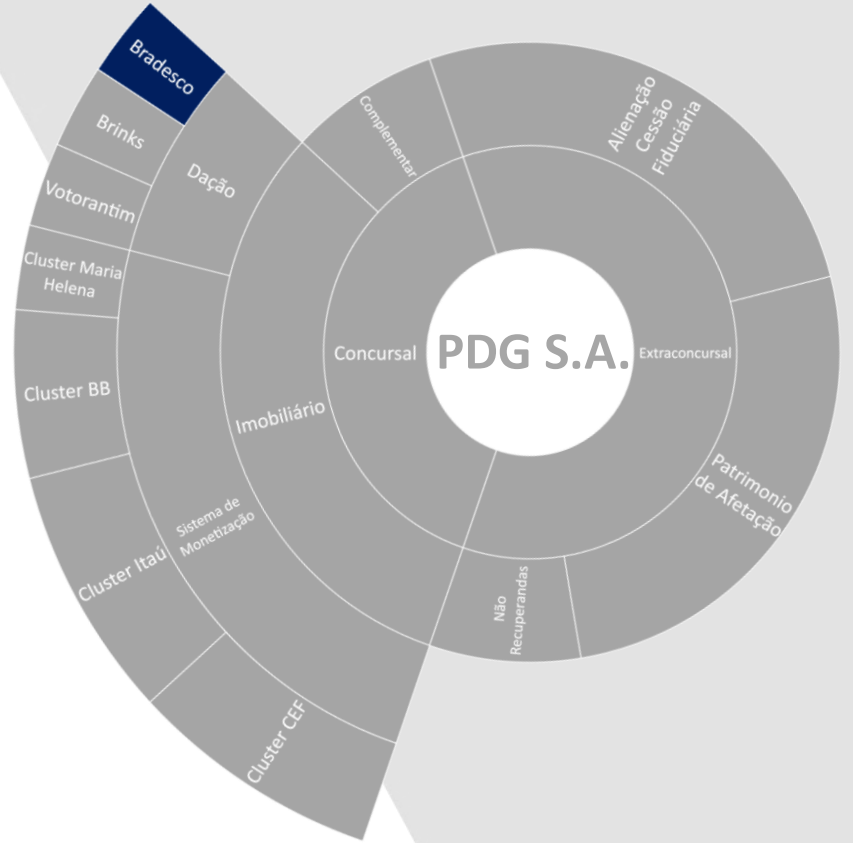 Bradesco
Brinks
Votorantim
Cluster Maria
Helena
Cluster BB
Cluster Itaú
Cluster CEF
Dação
Sistema de
Monetização
Imobiliário
Complementar
Concursal
PDG S.A.
Extraconcursal
Alienação
Cessão
Fiduciária
Patrimonio
de Afetação
Não
Recuperandas